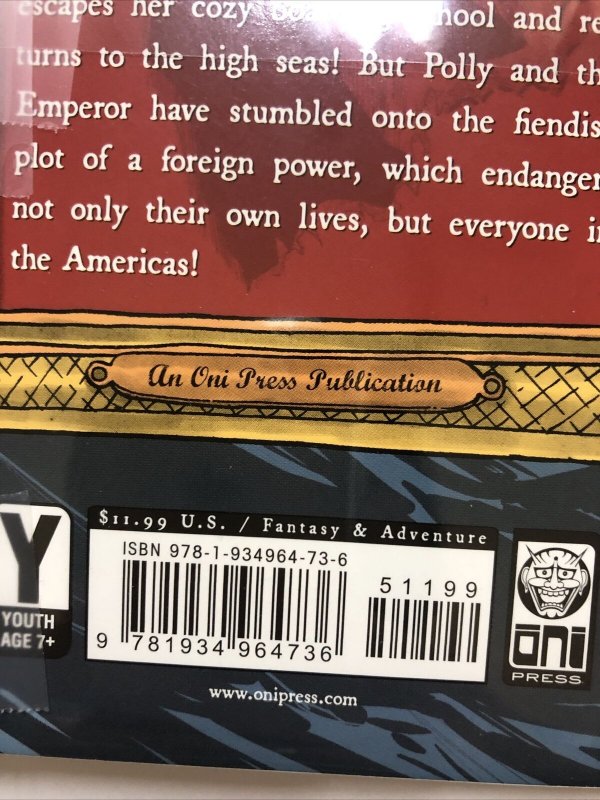 escapes her cozy and re
turns to the high seas! But Polly and th
Emperor have stumbled onto the fiendis
plot of a foreign power, which endanger
not only their own lives, but everyone i
the Americas!
An Oni Press Publication
Y
YOUTH
AGE 7+
$11.99 U.S. / Fantasy & Adventure
ISBN 978-1-934964-73-6
51199
9 781934 964736
www.onipress.com
ōni
PRESS